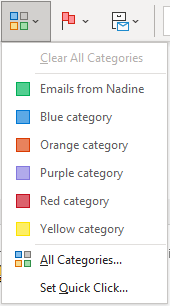 Clear All Categories
Emails from Nadine
Blue category
Orange category
Purple category
Red category
Yellow category
All Categories...
Set Quick Click...